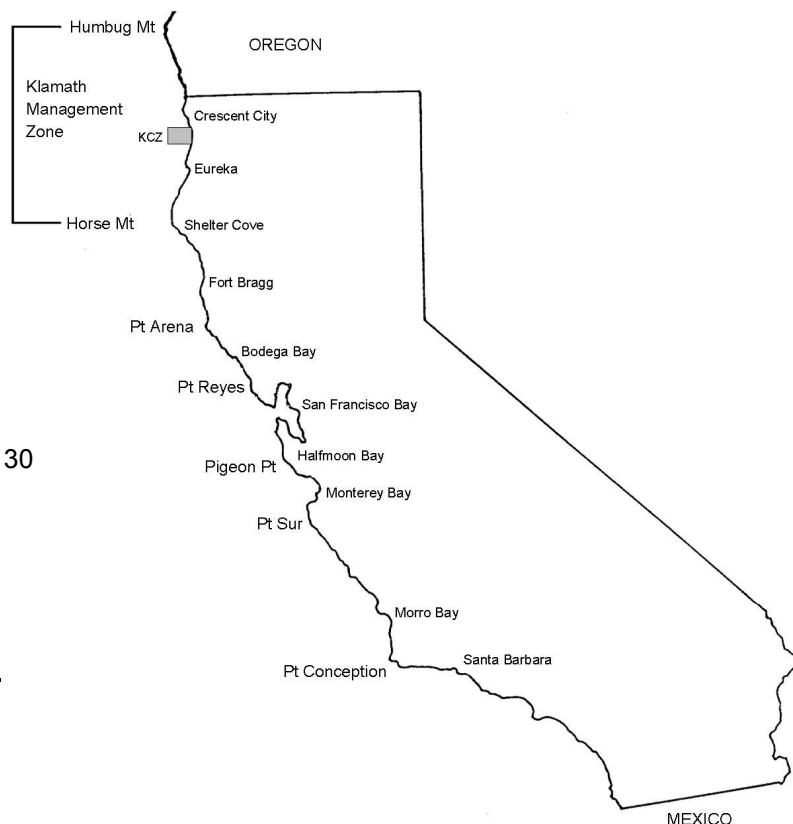 Humbug Mt
OREGON
Klamath
Management
Zone
Crescent City
KCZ
Eureka
Horse Mt
Shelter Cove
Fort Bragg
Pt Arena
Bodega Bay
Pt Reyes
San Francisco Bay
30
Halfmoon Bay
Pigeon Pt
Monterey Bay
Pt Sur
Morro Bay
Santa Barbara
Pt Conception
MEXICO